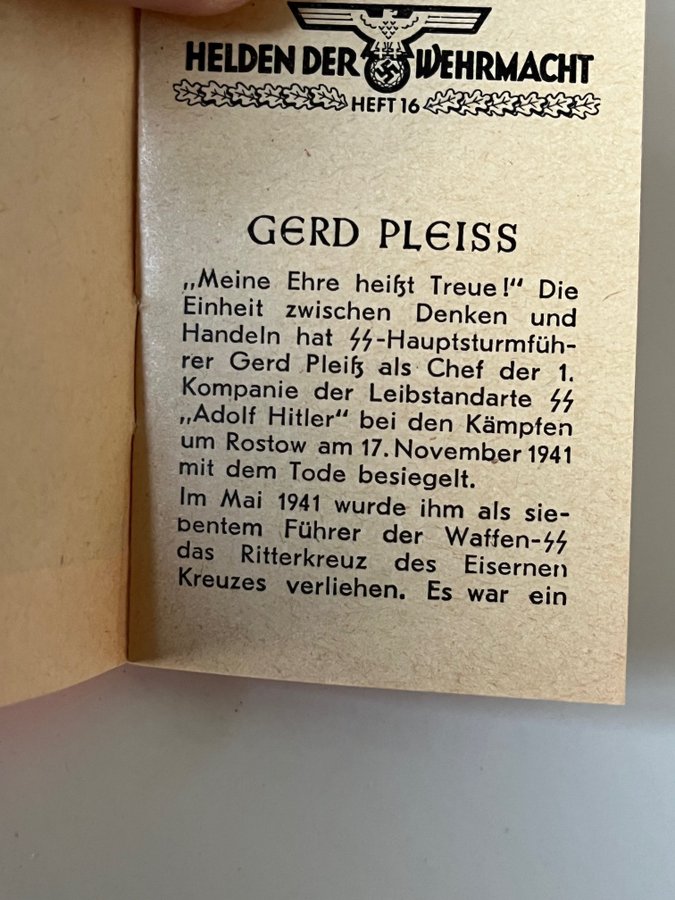 HELDEN DER WEHRMACHT
HEFT 16
GERD PLEISS
„Meine Ehre heißt Treue!“ Die
Einheit zwischen Denken und
Handeln hat ᛋᛋ-Hauptsturmfüh-
rer Gerd Pleiß als Chef der 1.
Kompanie der Leibstandarte ᛋᛋ
„Adolf Hitler“ bei den Kämpfen
um Rostow am 17. November 1941
mit dem Tode besiegelt.
Im Mai 1941 wurde ihm als sie-
bentem Führer der Waffen-ᛋᛋ
das Ritterkreuz des Eisernen
Kreuzes verliehen. Es war ein